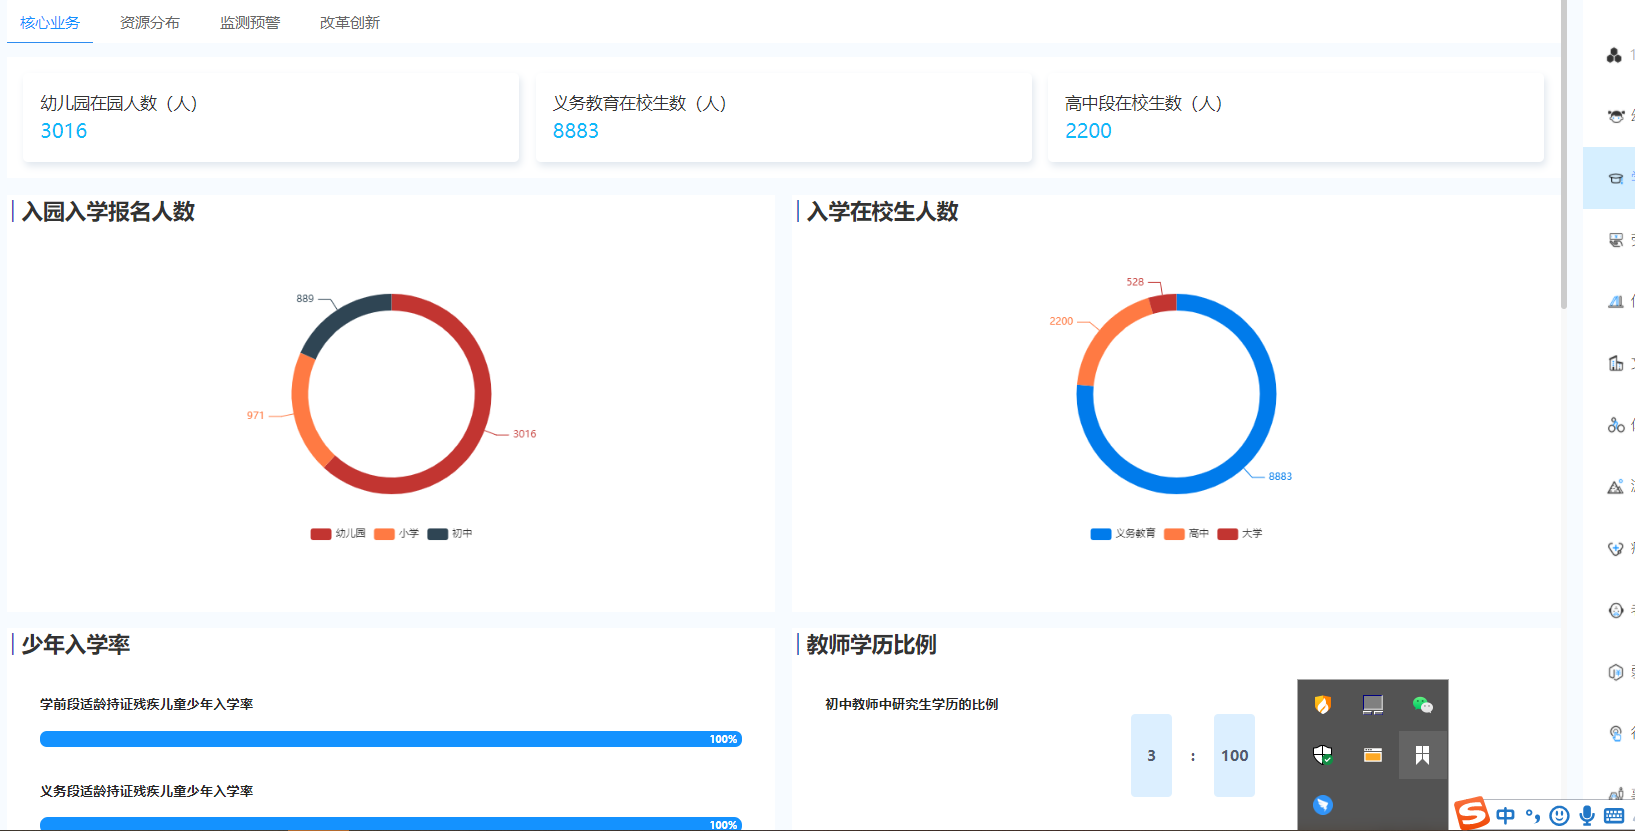 核心业务
资源分布
监测预警
改革创新
幼儿园在园人数（人）
3016
义务教育在校生数（人）
8883
高中段在校生数（人）
2200
入园入学报名人数
889
971
3016
幼儿园
小学
初中
入学在校生人数
528
2200
8883
义务教育
高中
大学
少年入学率
学前段适龄持证残疾儿童少年入学率
100%
义务段适龄持证残疾儿童少年入学率
100%
教师学历比例
初中教师中研究生学历的比例
3 : 100
中